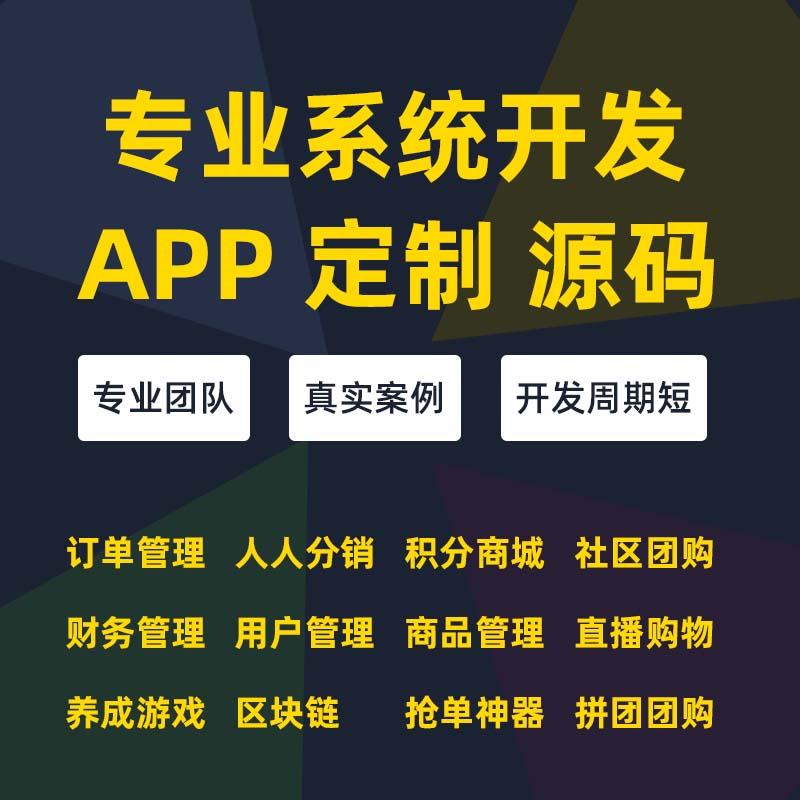 专业系统开发
APP 定制 源码
专业团队 真实案例 开发周期短
订单管理 人人分销 积分商城 社区团购
财务管理 用户管理 商品管理 直播购物
养成游戏 区块链 抢单神器 拼团团购